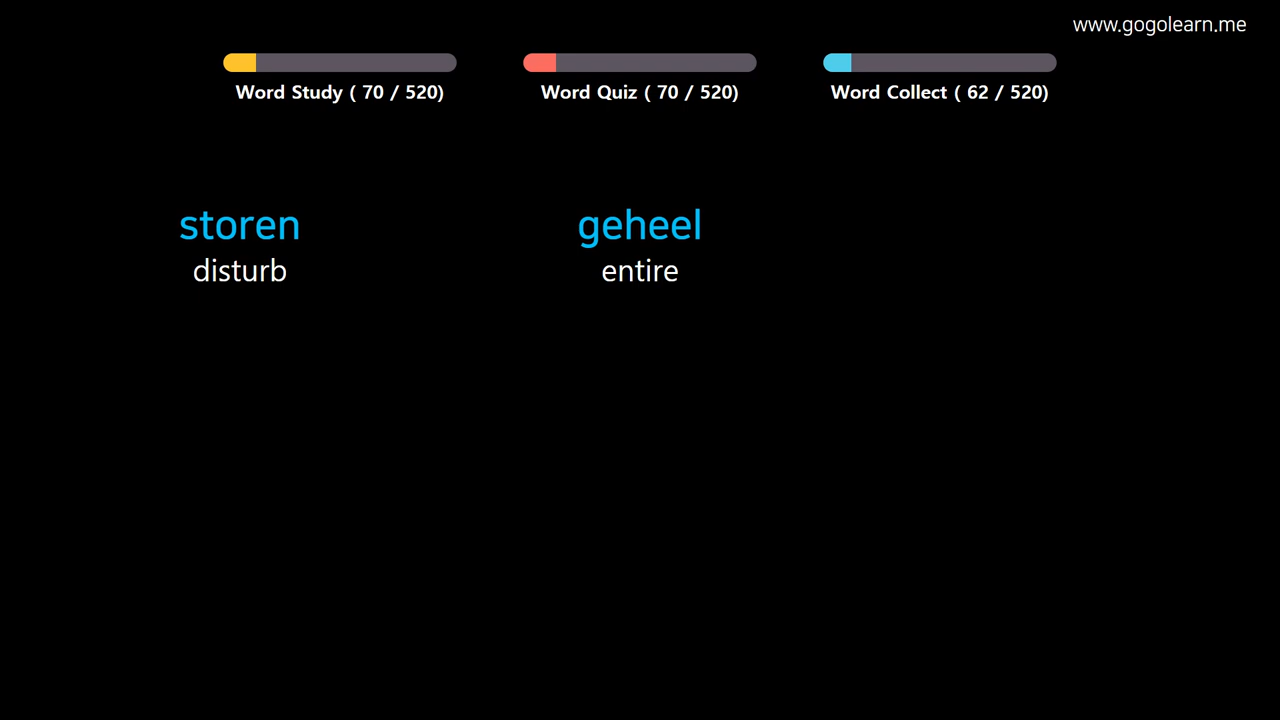 www.gogolearn.me
Word Study ( 70 / 520)
Word Quiz ( 70 / 520)
Word Collect ( 62 / 520)
storen
disturb
geheel
entire